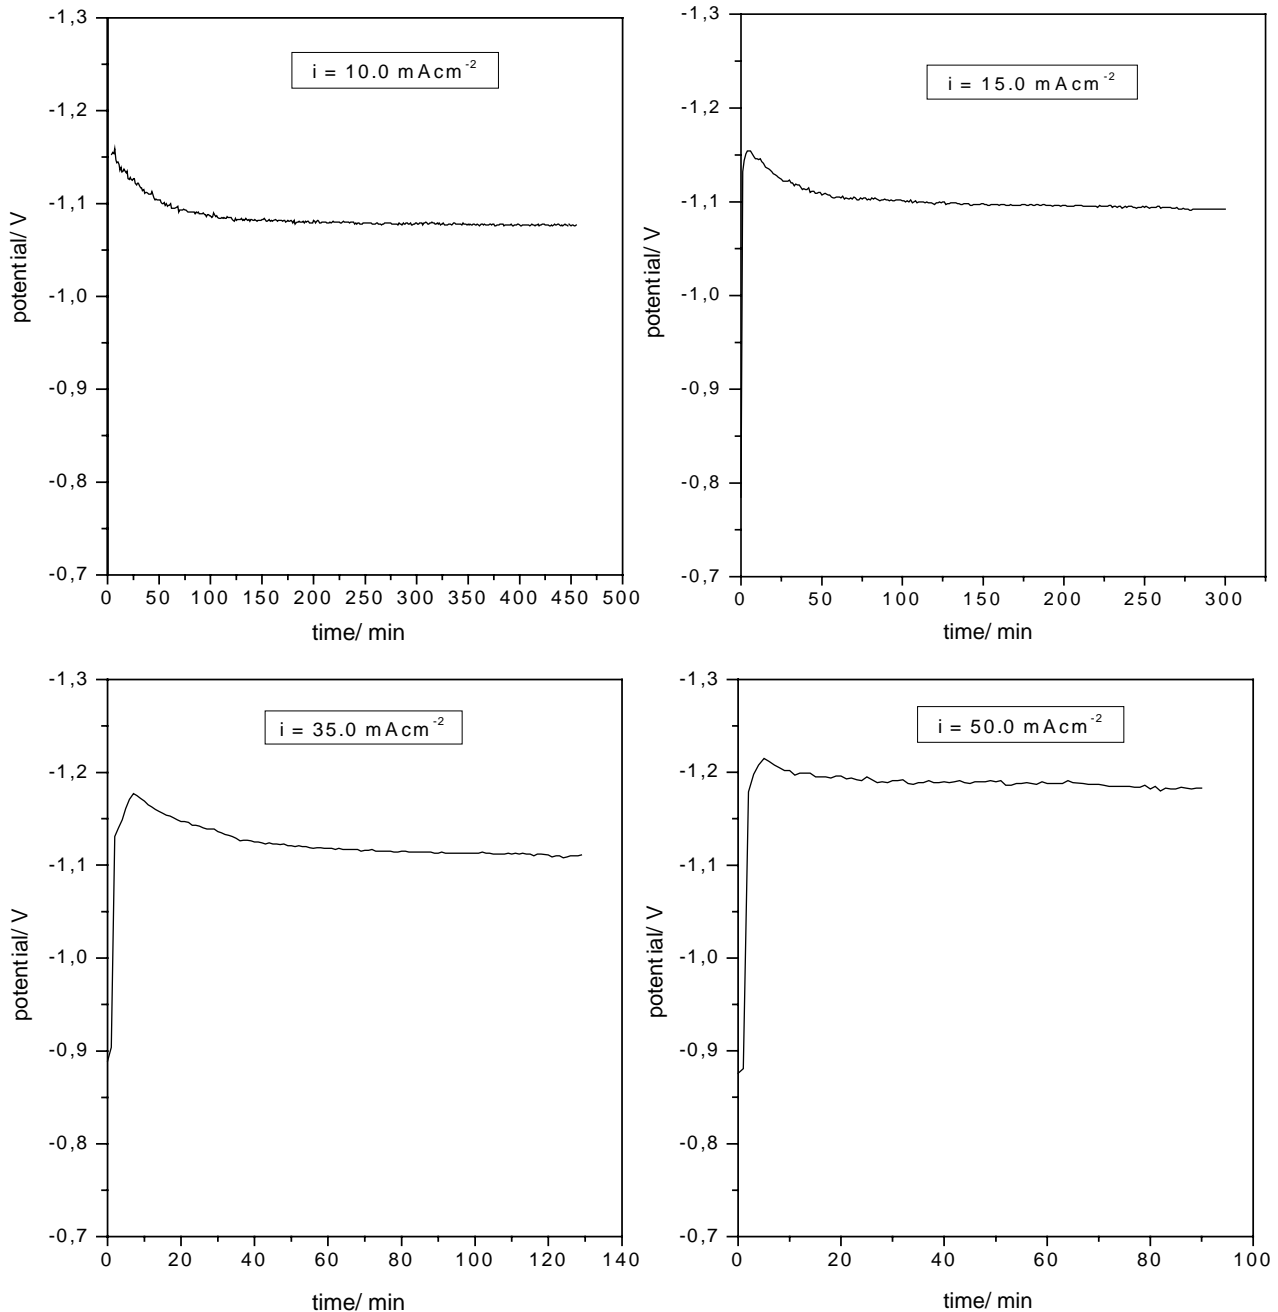 i = 10.0 mAcm-2
-1,3
-1,2
-1,1
-1,0
-0,9
-0,8
-0,7
potential/ V
0 50 100 150 200 250 300 350 400 450 500
time/ min
i = 15.0 mAcm-2
-1,3
-1,2
-1,1
-1,0
-0,9
-0,8
-0,7
potential/ V
0 50 100 150 200 250 300
time/ min
i = 35.0 mAcm-2
-1,3
-1,2
-1,1
-1,0
-0,9
-0,8
-0,7
potential/ V
0 20 40 60 80 100 120 140
time/ min
i = 50.0 mAcm-2
-1,3
-1,2
-1,1
-1,0
-0,9
-0,8
-0,7
potential/ V
0 20 40 60 80 100
time/ min